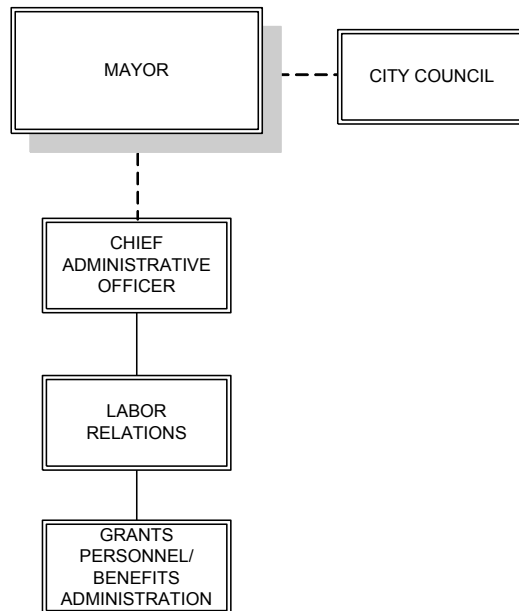 MAYOR
CITY COUNCIL
CHIEF
ADMINISTRATIVE
OFFICER
LABOR
RELATIONS
GRANTS
PERSONNEL/
BENEFITS
ADMINISTRATION